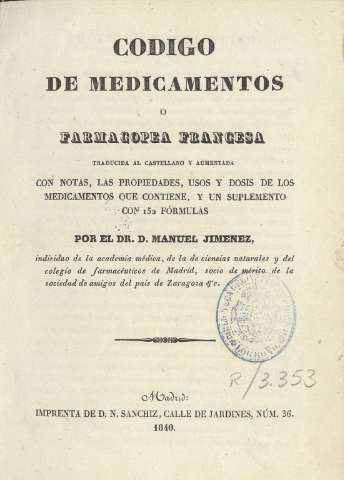 CODIGO
DE MEDICAMENTOS
O
FARMACOPEA FRANCESA
TRADUCIDA AL CASTELLANO Y AUMENTADA
CON NOTAS, LAS PROPIEDADES, USOS Y DOSIS DE LOS
MEDICAMENTOS QUE CONTIENE, Y UN SUPLEMENTO
CON 152 FÓRMULAS
POR EL DR. D. MANUEL JIMENEZ,
individuo de la academia médica, de la de ciencias naturales y del
colegio de farmacéuticos de Madrid, socio de mérito de la
sociedad de amigos del pais de Zaragoza &c.
R/3.353
Madrid:
IMPRENTA DE D. N. SANCHIZ, CALLE DE JARDINES, NÚM. 36.
1840.